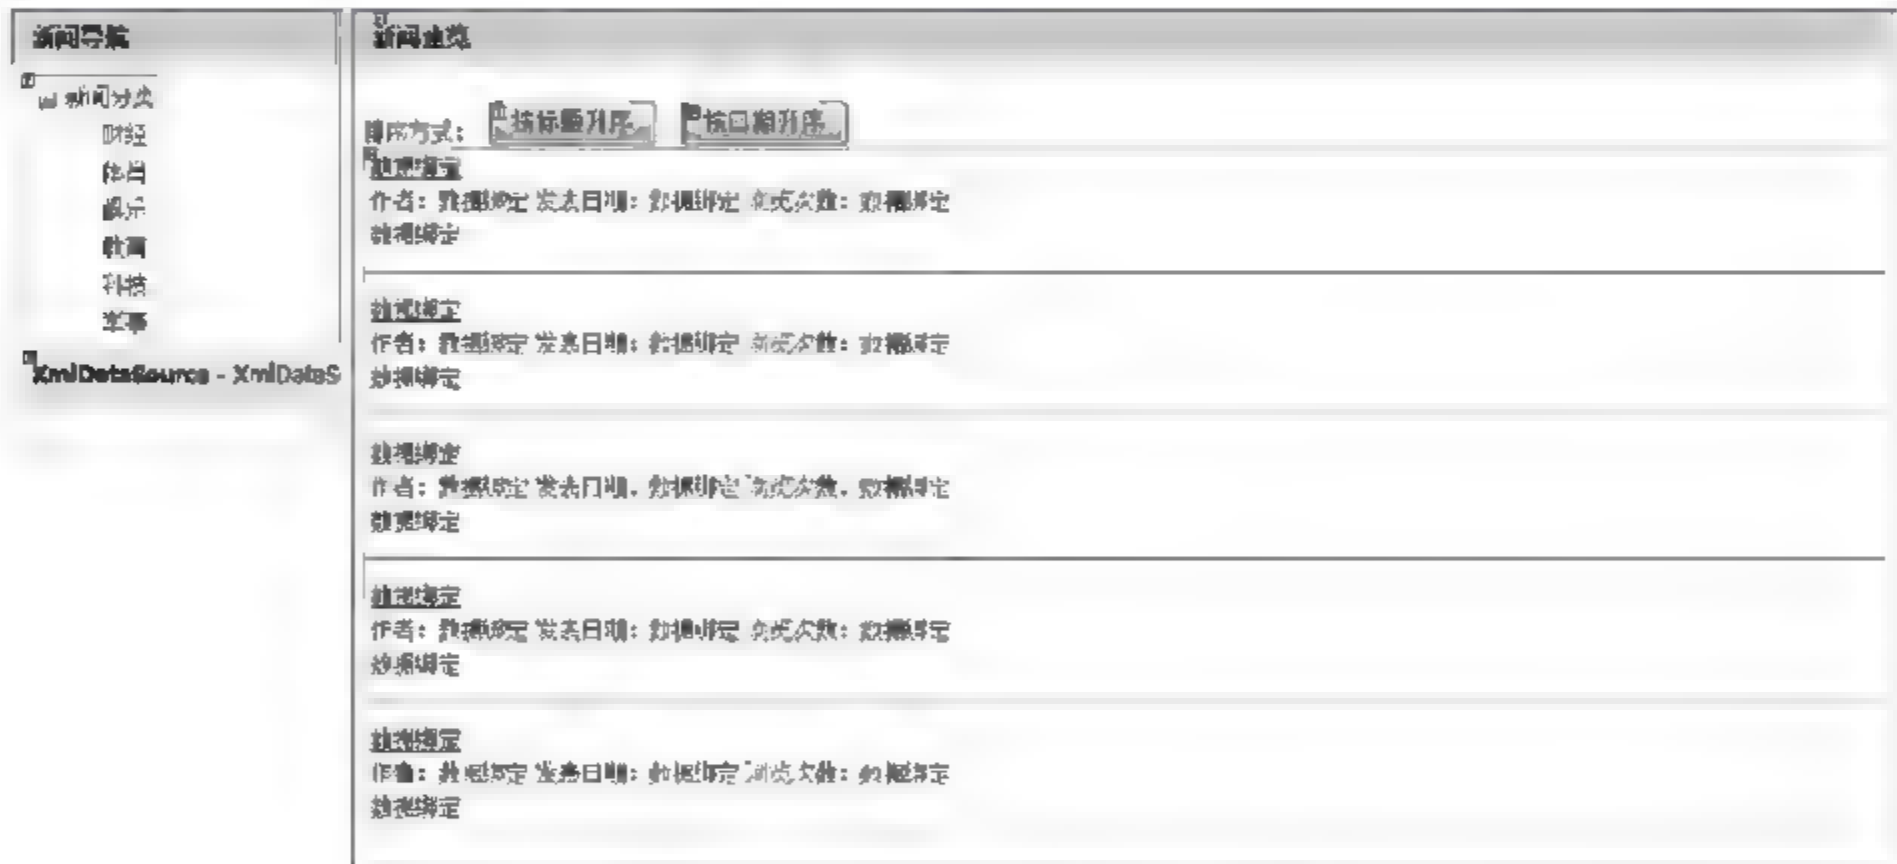 新闻导航
新闻分类
财经
体育
娱乐
教育
科技
军事
XmlDataSource - XmlDataS
新闻速览
排序方式: 按标题升序 按日期升序
数据绑定
作者: 数据绑定 发表日期: 数据绑定 浏览次数: 数据绑定
数据绑定
数据绑定
作者: 数据绑定 发表日期: 数据绑定 浏览次数: 数据绑定
数据绑定
数据绑定
作者: 数据绑定 发表日期: 数据绑定 浏览次数: 数据绑定
数据绑定
数据绑定
作者: 数据绑定 发表日期: 数据绑定 浏览次数: 数据绑定
数据绑定
数据绑定
作者: 数据绑定 发表日期: 数据绑定 浏览次数: 数据绑定
数据绑定